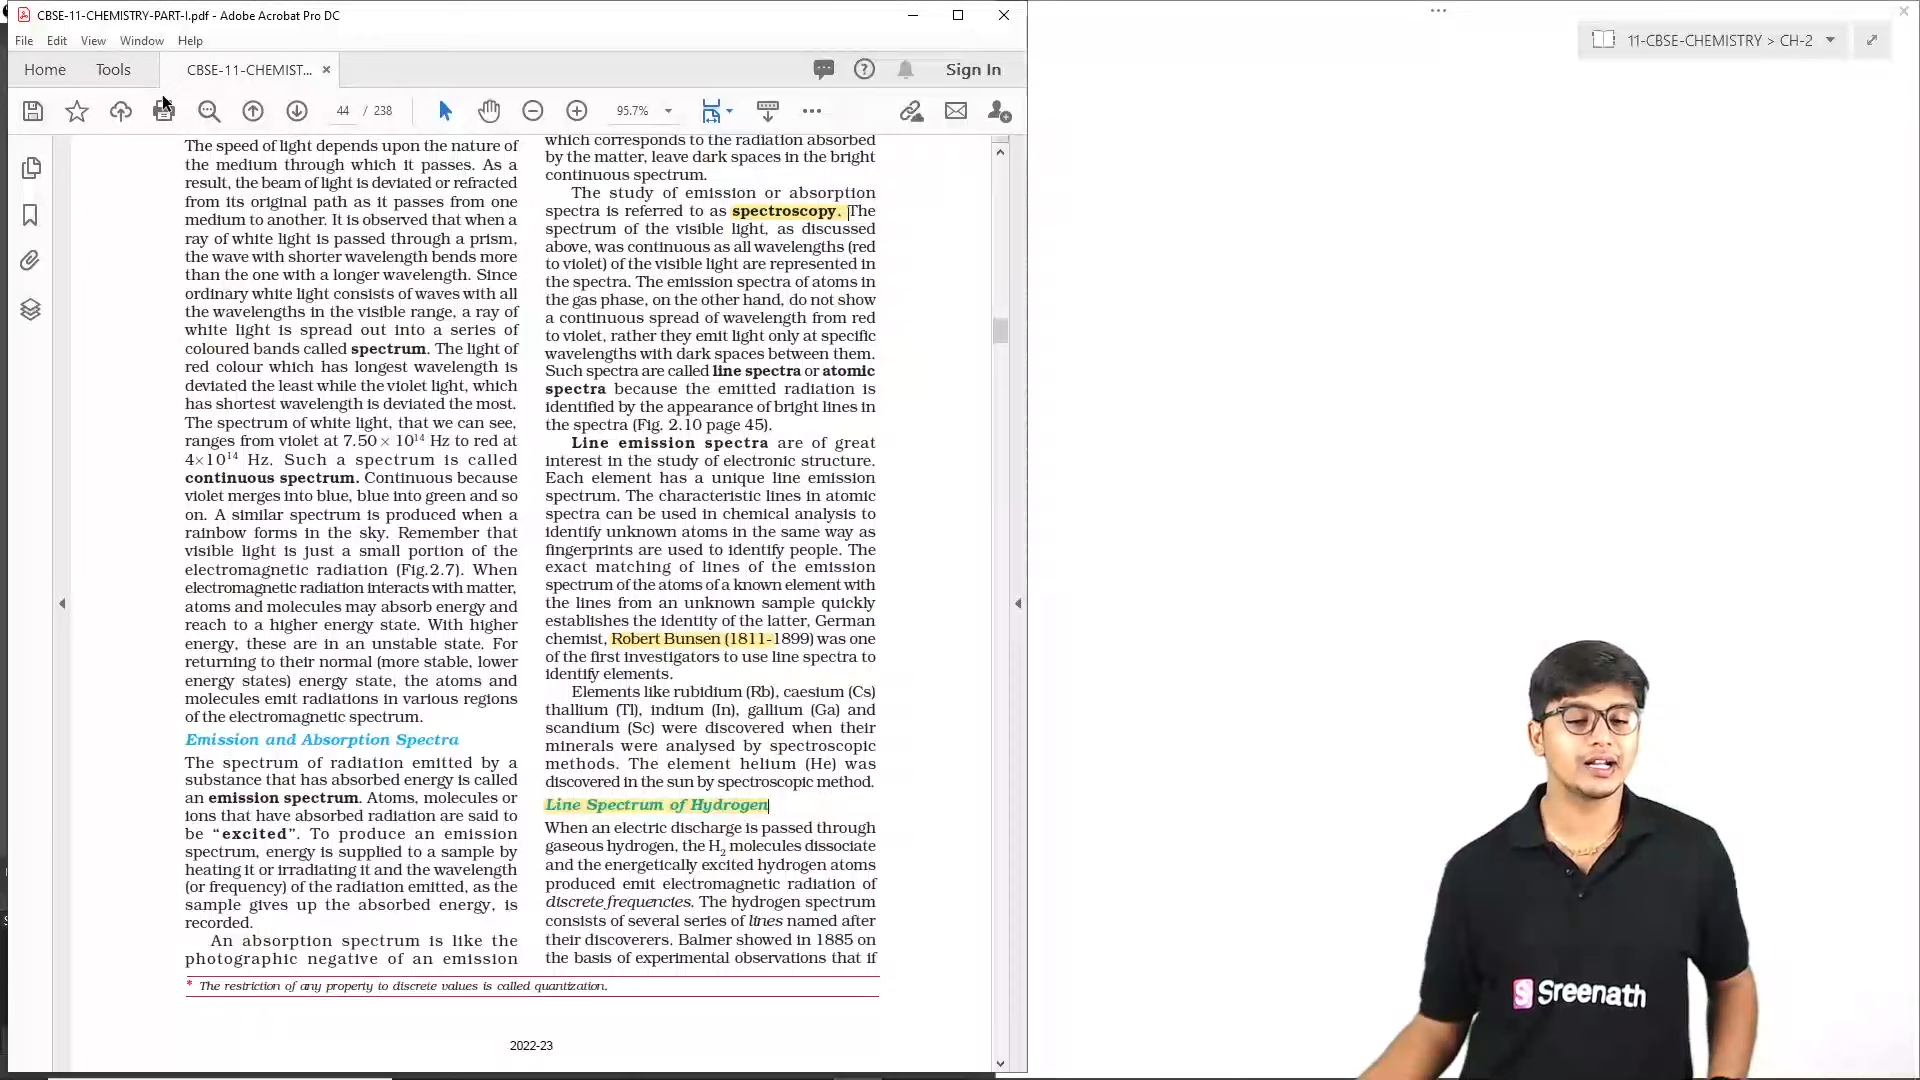 CBSE-11-CHEMISTRY-PART-I.pdf - Adobe Acrobat Pro DC
File Edit View Window Help
Home Tools CBSE-11-CHEMIST... Sign In
44 / 238 95.7%
The speed of light depends upon the nature of
the medium through which it passes. As a
result, the beam of light is deviated or refracted
from its original path as it passes from one
medium to another. It is observed that when a
ray of white light is passed through a prism,
the wave with shorter wavelength bends more
than the one with a longer wavelength. Since
ordinary white light consists of waves with all
the wavelengths in the visible range, a ray of
white light is spread out into a series of
coloured bands called spectrum. The light of
red colour which has longest wavelength is
deviated the least while the violet light, which
has shortest wavelength is deviated the most.
The spectrum of white light, that we can see,
ranges from violet at 7.50 × 10¹⁴ Hz to red at
4×10¹⁴ Hz. Such a spectrum is called
continuous spectrum. Continuous because
violet merges into blue, blue into green and so
on. A similar spectrum is produced when a
rainbow forms in the sky. Remember that
visible light is just a small portion of the
electromagnetic radiation (Fig.2.7). When
electromagnetic radiation interacts with matter,
atoms and molecules may absorb energy and
reach to a higher energy state. With higher
energy, these are in an unstable state. For
returning to their normal (more stable, lower
energy states) energy state, the atoms and
molecules emit radiations in various regions
of the electromagnetic spectrum.
Emission and Absorption Spectra
The spectrum of radiation emitted by a
substance that has absorbed energy is called
an emission spectrum. Atoms, molecules or
ions that have absorbed radiation are said to
be “excited”. To produce an emission
spectrum, energy is supplied to a sample by
heating it or irradiating it and the wavelength
(or frequency) of the radiation emitted, as the
sample gives up the absorbed energy, is
recorded.
An absorption spectrum is like the
photographic negative of an emission
which corresponds to the radiation absorbed
by the matter, leave dark spaces in the bright
continuous spectrum.
The study of emission or absorption
spectra is referred to as spectroscopy. The
spectrum of the visible light, as discussed
above, was continuous as all wavelengths (red
to violet) of the visible light are represented in
the spectra. The emission spectra of atoms in
the gas phase, on the other hand, do not show
a continuous spread of wavelength from red
to violet, rather they emit light only at specific
wavelengths with dark spaces between them.
Such spectra are called line spectra or atomic
spectra because the emitted radiation is
identified by the appearance of bright lines in
the spectra (Fig. 2.10 page 45).
Line emission spectra are of great
interest in the study of electronic structure.
Each element has a unique line emission
spectrum. The characteristic lines in atomic
spectra can be used in chemical analysis to
identify unknown atoms in the same way as
fingerprints are used to identify people. The
exact matching of lines of the emission
spectrum of the atoms of a known element with
the lines from an unknown sample quickly
establishes the identity of the latter, German
chemist, Robert Bunsen (1811-1899) was one
of the first investigators to use line spectra to
identify elements.
Elements like rubidium (Rb), caesium (Cs)
thallium (Tl), indium (In), gallium (Ga) and
scandium (Sc) were discovered when their
minerals were analysed by spectroscopic
methods. The element helium (He) was
discovered in the sun by spectroscopic method.
Line Spectrum of Hydrogen
When an electric discharge is passed through
gaseous hydrogen, the H₂ molecules dissociate
and the energetically excited hydrogen atoms
produced emit electromagnetic radiation of
discrete frequencies. The hydrogen spectrum
consists of several series of lines named after
their discoverers. Balmer showed in 1885 on
the basis of experimental observations that if
* The restriction of any property to discrete values is called quantization.
2022-23
11-CBSE-CHEMISTRY > CH-2
Sreenath